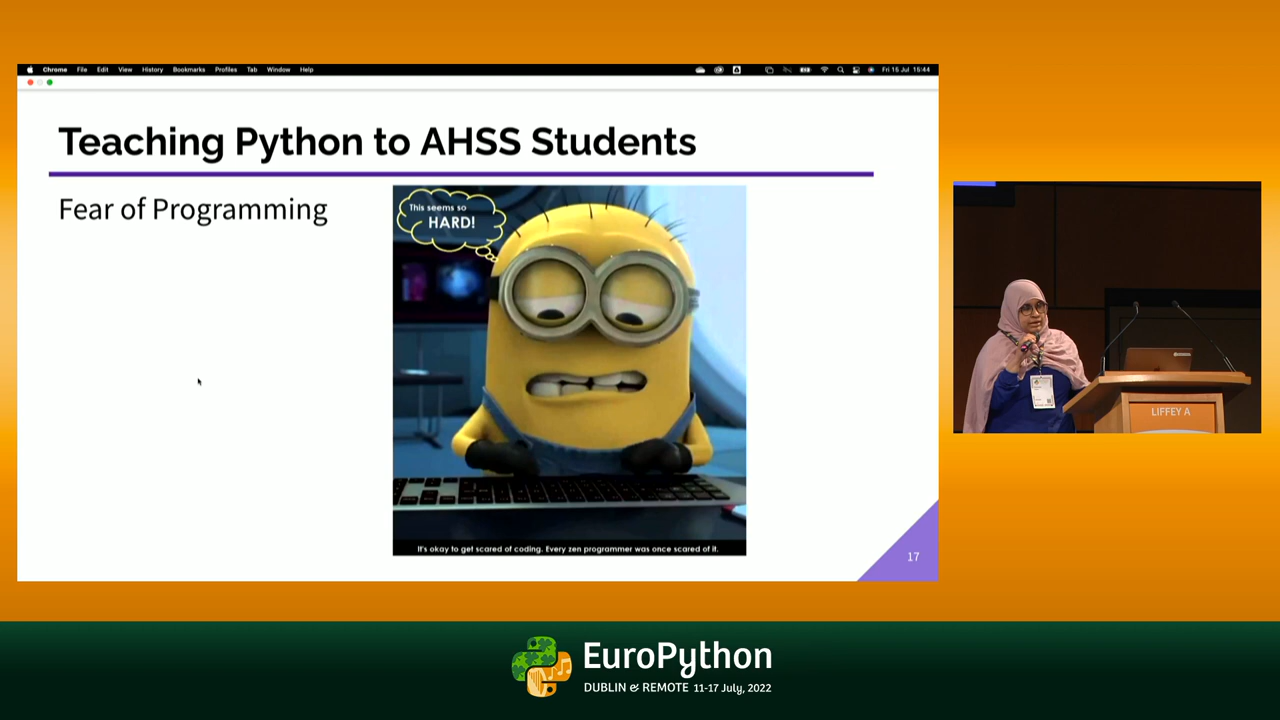 Chrome File Edit View History Bookmarks Profiles Tab Window Help
Fri 15 Jul 15:44
Teaching Python to AHSS Students
Fear of Programming
This seems so
HARD!
It's okay to get scared of coding. Every zen programmer was once scared of it.
17
LIFFEY A
EuroPython
DUBLIN & REMOTE 11-17 July, 2022